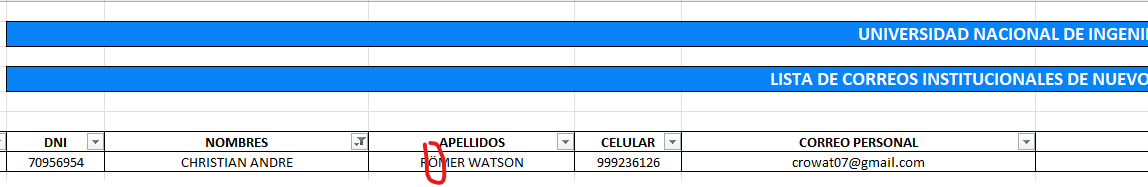 UNIVERSIDAD NACIONAL DE INGENI
LISTA DE CORREOS INSTITUCIONALES DE NUEVO
DNI NOMBRES APELLIDOS CELULAR CORREO PERSONAL
70956954 CHRISTIAN ANDRE RÖMER WATSON 999236126 crowat07@gmail.com